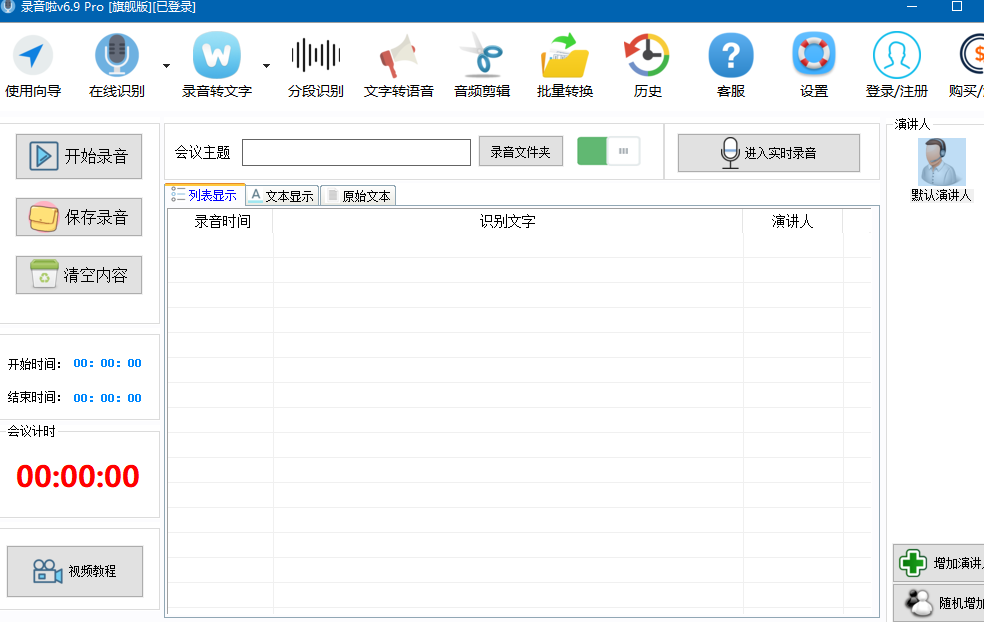 录音啦v6.9 Pro [旗舰版][已登录]
使用向导 在线识别 录音转文字 分段识别 文字转语音 音频剪辑 批量转换 历史 客服 设置 登录/注册 购买/
开始录音
保存录音
清空内容
开始时间: 00: 00: 00
结束时间: 00: 00: 00
会议计时
00:00:00
视频教程
会议主题 录音文件夹 进入实时录音
列表显示 文本显示 原始文本
录音时间 识别文字 演讲人
演讲人
默认演讲人
增加演讲
随机增加